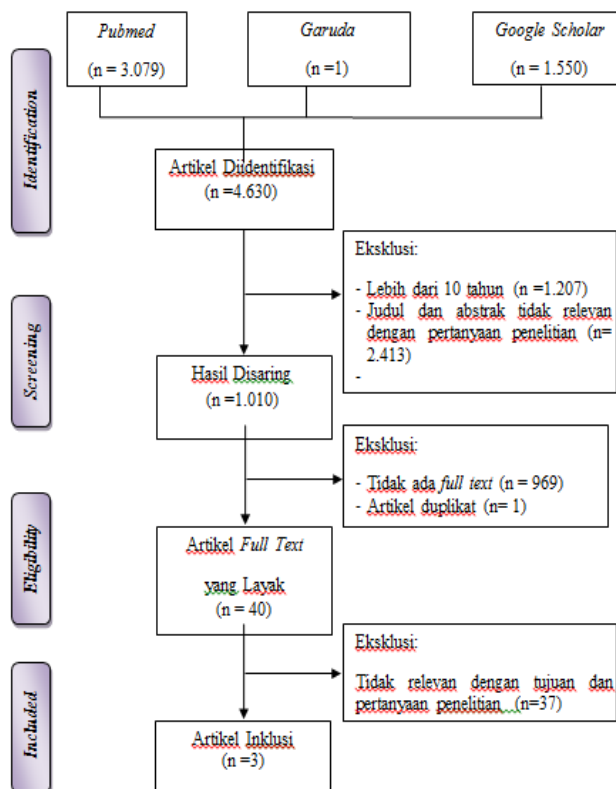 Pubmed
(n = 3.079)
Garuda
(n =1)
Google Scholar
(n = 1.550)
Identification
Artikel Diidentifikasi
(n =4.630)
Eksklusi:
- Lebih dari 10 tahun (n =1.207)
- Judul dan abstrak tidak relevan
dengan pertanyaan penelitian (n=
2.413)
-
Screening
Hasil Disaring
(n =1.010)
Eksklusi:
- Tidak ada full text (n = 969)
- Artikel duplikat (n= 1)
Eligibility
Artikel Full Text
yang Layak
(n = 40)
Eksklusi:
Tidak relevan dengan tujuan dan
pertanyaan penelitian (n=37)
Included
Artikel Inklusi
(n =3)